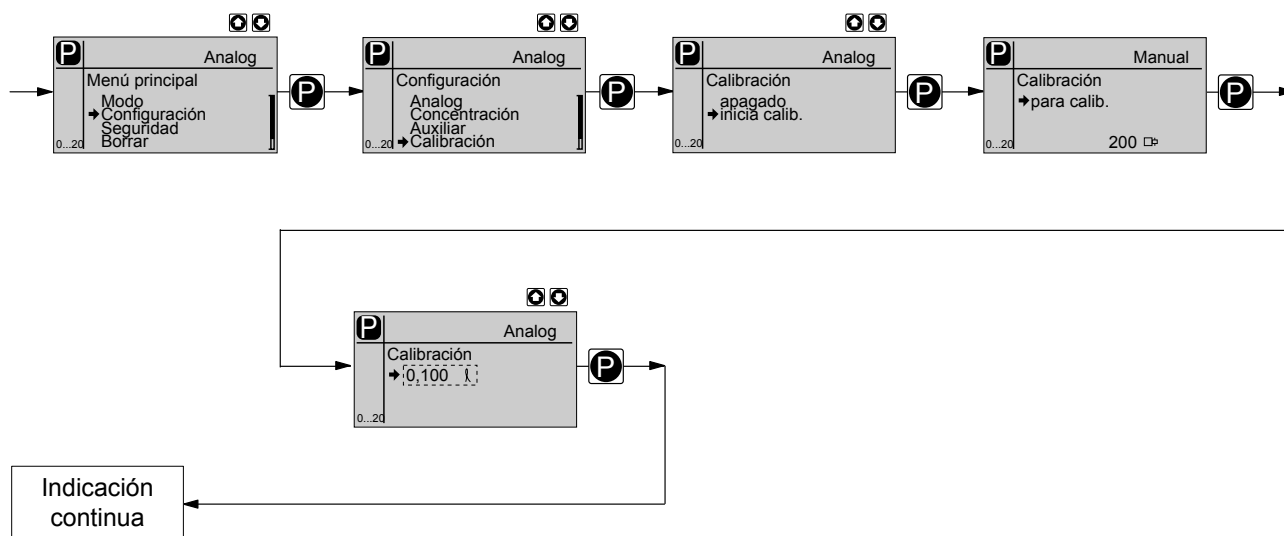 P
Analog
Menú principal
Modo
Configuración
Seguridad
Borrar
0...20
P
P
Analog
Configuración
Analog
Concentración
Auxiliar
Calibración
0...20
P
P
Analog
Calibración
apagado
inicia calib.
0...20
P
P
Manual
Calibración
para calib.
200
0...20
P
P
Analog
Calibración
0,100 ℓ
0...20
P
Indicación
continua